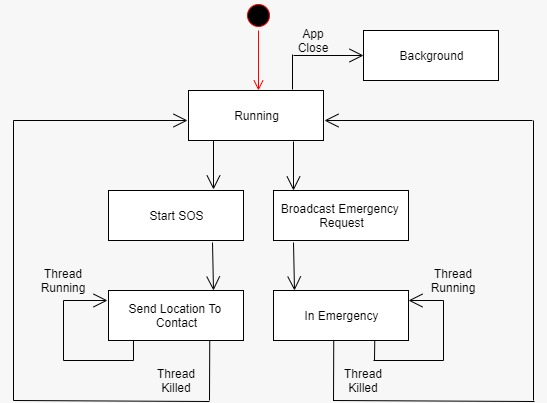 App
Close
Background
Running
Start SOS
Broadcast Emergency
Request
Thread
Running
Send Location To
Contact
In Emergency
Thread
Running
Thread
Killed
Thread
Killed